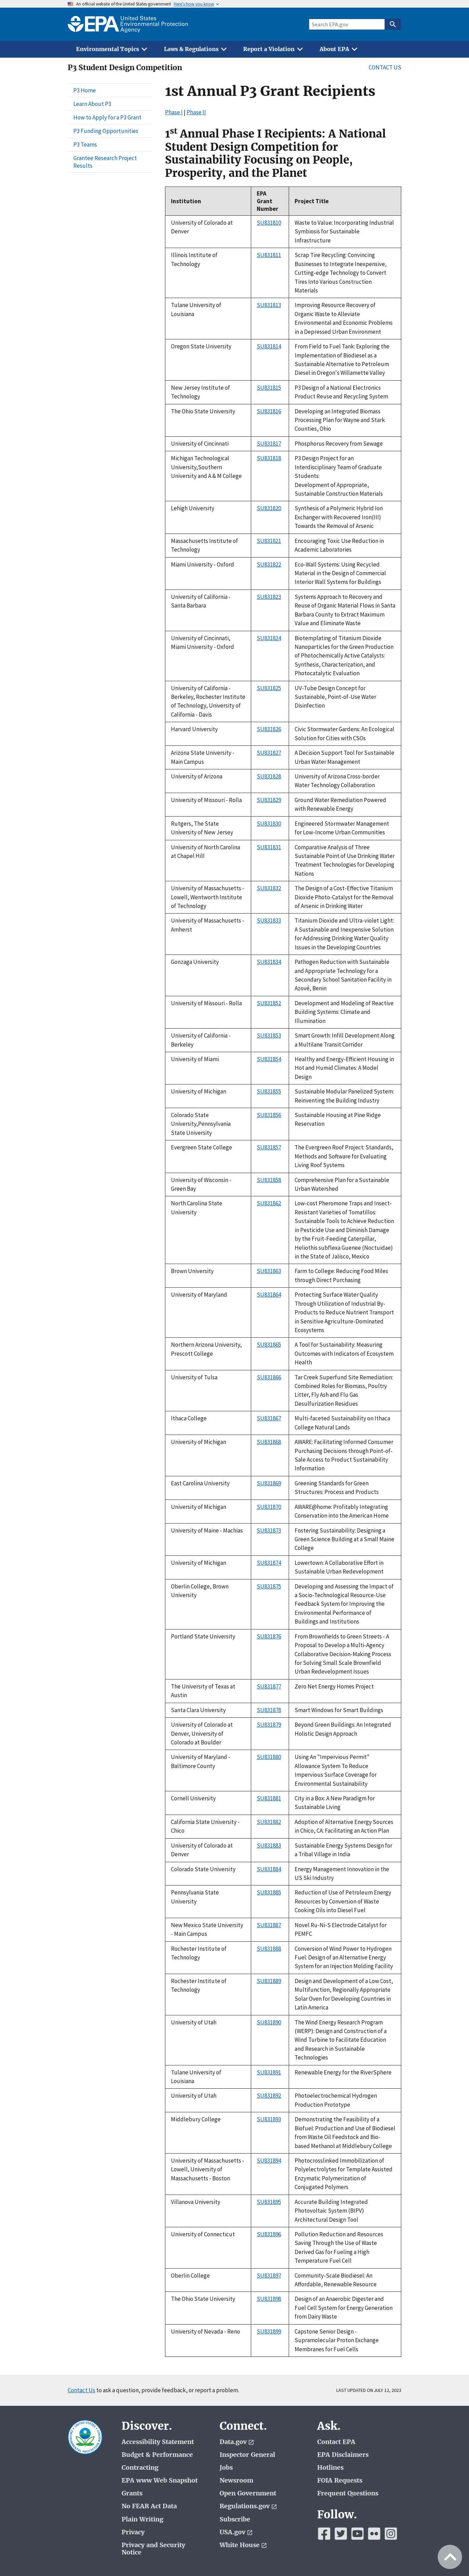 An official website of the United States government Here's how you know
EPA United States Environmental Protection Agency
Search EPA.gov
Environmental Topics
Laws & Regulations
Report a Violation
About EPA
P3 Student Design Competition
CONTACT US
P3 Home
Learn About P3
How to Apply for a P3 Grant
P3 Funding Opportunities
P3 Teams
Grantee Research Project
Results
1st Annual P3 Grant Recipients
Phase I | Phase II
1st Annual Phase I Recipients: A National
Student Design Competition for
Sustainability Focusing on People,
Prosperity, and the Planet
Institution | EPA Grant Number | Project Title
University of Colorado at Denver | SU831810 | Waste to Value: Incorporating Industrial Symbiosis for Sustainable Infrastructure
Illinois Institute of Technology | SU831811 | Scrap Tire Recycling: Convincing Businesses to Integrate Inexpensive, Cutting-edge Technology to Convert Tires Into Various Construction Materials
Tulane University of Louisiana | SU831813 | Improving Resource Recovery of Organic Waste to Alleviate Environmental and Economic Problems in a Depressed Urban Environment
Oregon State University | SU831814 | From Field to Fuel Tank: Exploring the Implementation of Biodiesel as a Sustainable Alternative to Petroleum Diesel in Oregon's Willamette Valley
New Jersey Institute of Technology | SU831815 | P3 Design of a National Electronics Product Reuse and Recycling System
The Ohio State University | SU831816 | Developing an Integrated Biomass Processing Plan for Wayne and Stark Counties, Ohio
University of Cincinnati | SU831817 | Phosphorus Recovery from Sewage
Michigan Technological University,Southern University and A & M College | SU831818 | P3 Design Project for an Interdisciplinary Team of Graduate Students: Development of Appropriate, Sustainable Construction Materials
Lehigh University | SU831820 | Synthesis of a Polymeric Hybrid Ion Exchanger with Recovered Iron(III) Towards the Removal of Arsenic
Massachusetts Institute of Technology | SU831821 | Encouraging Toxic Use Reduction in Academic Laboratories
Miami University - Oxford | SU831822 | Eco-Wall Systems: Using Recycled Material in the Design of Commercial Interior Wall Systems for Buildings
University of California - Santa Barbara | SU831823 | Systems Approach to Recovery and Reuse of Organic Material Flows in Santa Barbara County to Extract Maximum Value and Eliminate Waste
University of Cincinnati, Miami University - Oxford | SU831824 | Biotemplating of Titanium Dioxide Nanoparticles for the Green Production of Photochemically Active Catalysts: Synthesis, Characterization, and Photocatalytic Evaluation
University of California - Berkeley, Rochester Institute of Technology, University of California - Davis | SU831825 | UV-Tube Design Concept for Sustainable, Point-of-Use Water Disinfection
Harvard University | SU831826 | Civic Stormwater Gardens: An Ecological Solution for Cities with CSOs
Arizona State University - Main Campus | SU831827 | A Decision Support Tool for Sustainable Urban Water Management
University of Arizona | SU831828 | University of Arizona Cross-border Water Technology Collaboration
University of Missouri - Rolla | SU831829 | Ground Water Remediation Powered with Renewable Energy
Rutgers, The State University of New Jersey | SU831830 | Engineered Stormwater Management for Low-Income Urban Communities
University of North Carolina at Chapel Hill | SU831831 | Comparative Analysis of Three Sustainable Point of Use Drinking Water Treatment Technologies for Developing Nations
University of Massachusetts - Lowell, Wentworth Institute of Technology | SU831832 | The Design of a Cost-Effective Titanium Dioxide Photo-Catalyst for the Removal of Arsenic in Drinking Water
University of Massachusetts - Amherst | SU831833 | Titanium Dioxide and Ultra-violet Light: A Sustainable and Inexpensive Solution for Addressing Drinking Water Quality Issues in the Developing Countries
Gonzaga University | SU831834 | Pathogen Reduction with Sustainable and Appropriate Technology for a Secondary School Sanitation Facility in Azové, Benin
University of Missouri - Rolla | SU831852 | Development and Modeling of Reactive Building Systems: Climate and Illumination
University of California - Berkeley | SU831853 | Smart Growth: Infill Development Along a Multilane Transit Corridor
University of Miami | SU831854 | Healthy and Energy-Efficient Housing in Hot and Humid Climates: A Model Design
University of Michigan | SU831855 | Sustainable Modular Panelized System: Reinventing the Building Industry
Colorado State University,Pennsylvania State University | SU831856 | Sustainable Housing at Pine Ridge Reservation
Evergreen State College | SU831857 | The Evergreen Roof Project: Standards, Methods and Software for Evaluating Living Roof Systems
University of Wisconsin - Green Bay | SU831858 | Comprehensive Plan for a Sustainable Urban Watershed
North Carolina State University | SU831862 | Low-cost Pheromone Traps and Insect-Resistant Varieties of Tomatillos: Sustainable Tools to Achieve Reduction in Pesticide Use and Diminish Damage by the Fruit-Feeding Caterpillar, Heliothis subflexa Guenee (Noctuidae) in the State of Jalisco, Mexico
Brown University | SU831863 | Farm to College: Reducing Food Miles through Direct Purchasing
University of Maryland | SU831864 | Protecting Surface Water Quality Through Utilization of Industrial By-Products to Reduce Nutrient Transport in Sensitive Agriculture-Dominated Ecosystems
Northern Arizona University, Prescott College | SU831865 | A Tool for Sustainability: Measuring Outcomes with Indicators of Ecosystem Health
University of Tulsa | SU831866 | Tar Creek Superfund Site Remediation: Combined Roles for Biomass, Poultry Litter, Fly Ash and Flu Gas Desulfurization Residues
Ithaca College | SU831867 | Multi-faceted Sustainability on Ithaca College Natural Lands
University of Michigan | SU831868 | AWARE: Facilitating Informed Consumer Purchasing Decisions through Point-of-Sale Access to Product Sustainability Information
East Carolina University | SU831869 | Greening Standards for Green Structures: Process and Products
University of Michigan | SU831870 | AWARE@home: Profitably Integrating Conservation into the American Home
University of Maine - Machias | SU831873 | Fostering Sustainability: Designing a Green Science Building at a Small Maine College
University of Michigan | SU831874 | Lowertown: A Collaborative Effort in Sustainable Urban Redevelopment
Oberlin College, Brown University | SU831875 | Developing and Assessing the Impact of a Socio-Technological Resource-Use Feedback System for Improving the Environmental Performance of Buildings and Institutions
Portland State University | SU831876 | From Brownfields to Green Streets - A Proposal to Develop a Multi-Agency Collaborative Decision-Making Process for Solving Small Scale Brownfield Urban Redevelopment Issues
The University of Texas at Austin | SU831877 | Zero Net Energy Homes Project
Santa Clara University | SU831878 | Smart Windows for Smart Buildings
University of Colorado at Denver, University of Colorado at Boulder | SU831879 | Beyond Green Buildings: An Integrated Holistic Design Approach
University of Maryland - Baltimore County | SU831880 | Using An "Impervious Permit" Allowance System To Reduce Impervious Surface Coverage for Environmental Sustainability
Cornell University | SU831881 | City in a Box: A New Paradigm for Sustainable Living
California State University - Chico | SU831882 | Adoption of Alternative Energy Sources in Chico, CA: Facilitating an Action Plan
University of Colorado at Denver | SU831883 | Sustainable Energy Systems Design for a Tribal Village in India
Colorado State University | SU831884 | Energy Management Innovation in the US Ski Industry
Pennsylvania State University | SU831885 | Reduction of Use of Petroleum Energy Resources by Conversion of Waste Cooking Oils into Diesel Fuel
New Mexico State University - Main Campus | SU831887 | Novel Ru-Ni-S Electrode Catalyst for PEMFC
Rochester Institute of Technology | SU831888 | Conversion of Wind Power to Hydrogen Fuel: Design of an Alternative Energy System for an Injection Molding Facility
Rochester Institute of Technology | SU831889 | Design and Development of a Low Cost, Multifunction, Regionally Appropriate Solar Oven for Developing Countries in Latin America
University of Utah | SU831890 | The Wind Energy Research Program (WERP): Design and Construction of a Wind Turbine to Facilitate Education and Research in Sustainable Technologies
Tulane University of Louisiana | SU831891 | Renewable Energy for the RiverSphere
University of Utah | SU831892 | Photoelectrochemical Hydrogen Production Prototype
Middlebury College | SU831893 | Demonstrating the Feasibility of a Biofuel: Production and Use of Biodiesel from Waste Oil Feedstock and Bio-based Methanol at Middlebury College
University of Massachusetts - Lowell, University of Massachusetts - Boston | SU831894 | Photocrosslinked Immobilization of Polyelectrolytes for Template Assisted Enzymatic Polymerization of Conjugated Polymers
Villanova University | SU831895 | Accurate Building Integrated Photovoltaic System (BIPV) Architectural Design Tool
University of Connecticut | SU831896 | Pollution Reduction and Resources Saving Through the Use of Waste Derived Gas for Fueling a High Temperature Fuel Cell
Oberlin College | SU831897 | Community-Scale Biodiesel: An Affordable, Renewable Resource
The Ohio State University | SU831898 | Design of an Anaerobic Digester and Fuel Cell System for Energy Generation from Dairy Waste
University of Nevada - Reno | SU831899 | Capstone Senior Design - Supramolecular Proton Exchange Membranes for Fuel Cells
Contact Us to ask a question, provide feedback, or report a problem.
LAST UPDATED ON JULY 12, 2023
Discover.
Accessibility Statement
Budget & Performance
Contracting
EPA www Web Snapshot
Grants
No FEAR Act Data
Plain Writing
Privacy
Privacy and Security
Notice
Connect.
Data.gov
Inspector General
Jobs
Newsroom
Open Government
Regulations.gov
Subscribe
USA.gov
White House
Ask.
Contact EPA
EPA Disclaimers
Hotlines
FOIA Requests
Frequent Questions
Follow.